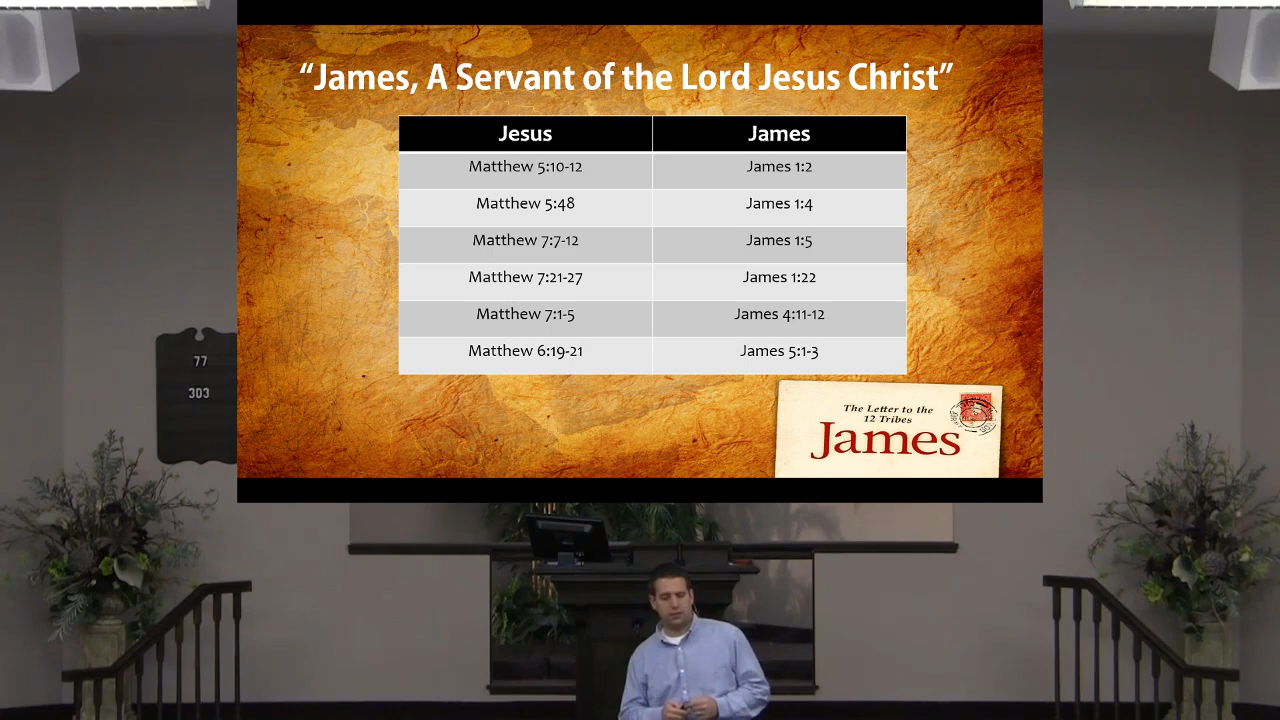 “James, A Servant of the Lord Jesus Christ”
Jesus James
Matthew 5:10-12 James 1:2
Matthew 5:48 James 1:4
Matthew 7:7-12 James 1:5
Matthew 7:21-27 James 1:22
Matthew 7:1-5 James 4:11-12
Matthew 6:19-21 James 5:1-3
The Letter to the
12 Tribes
James
77
303